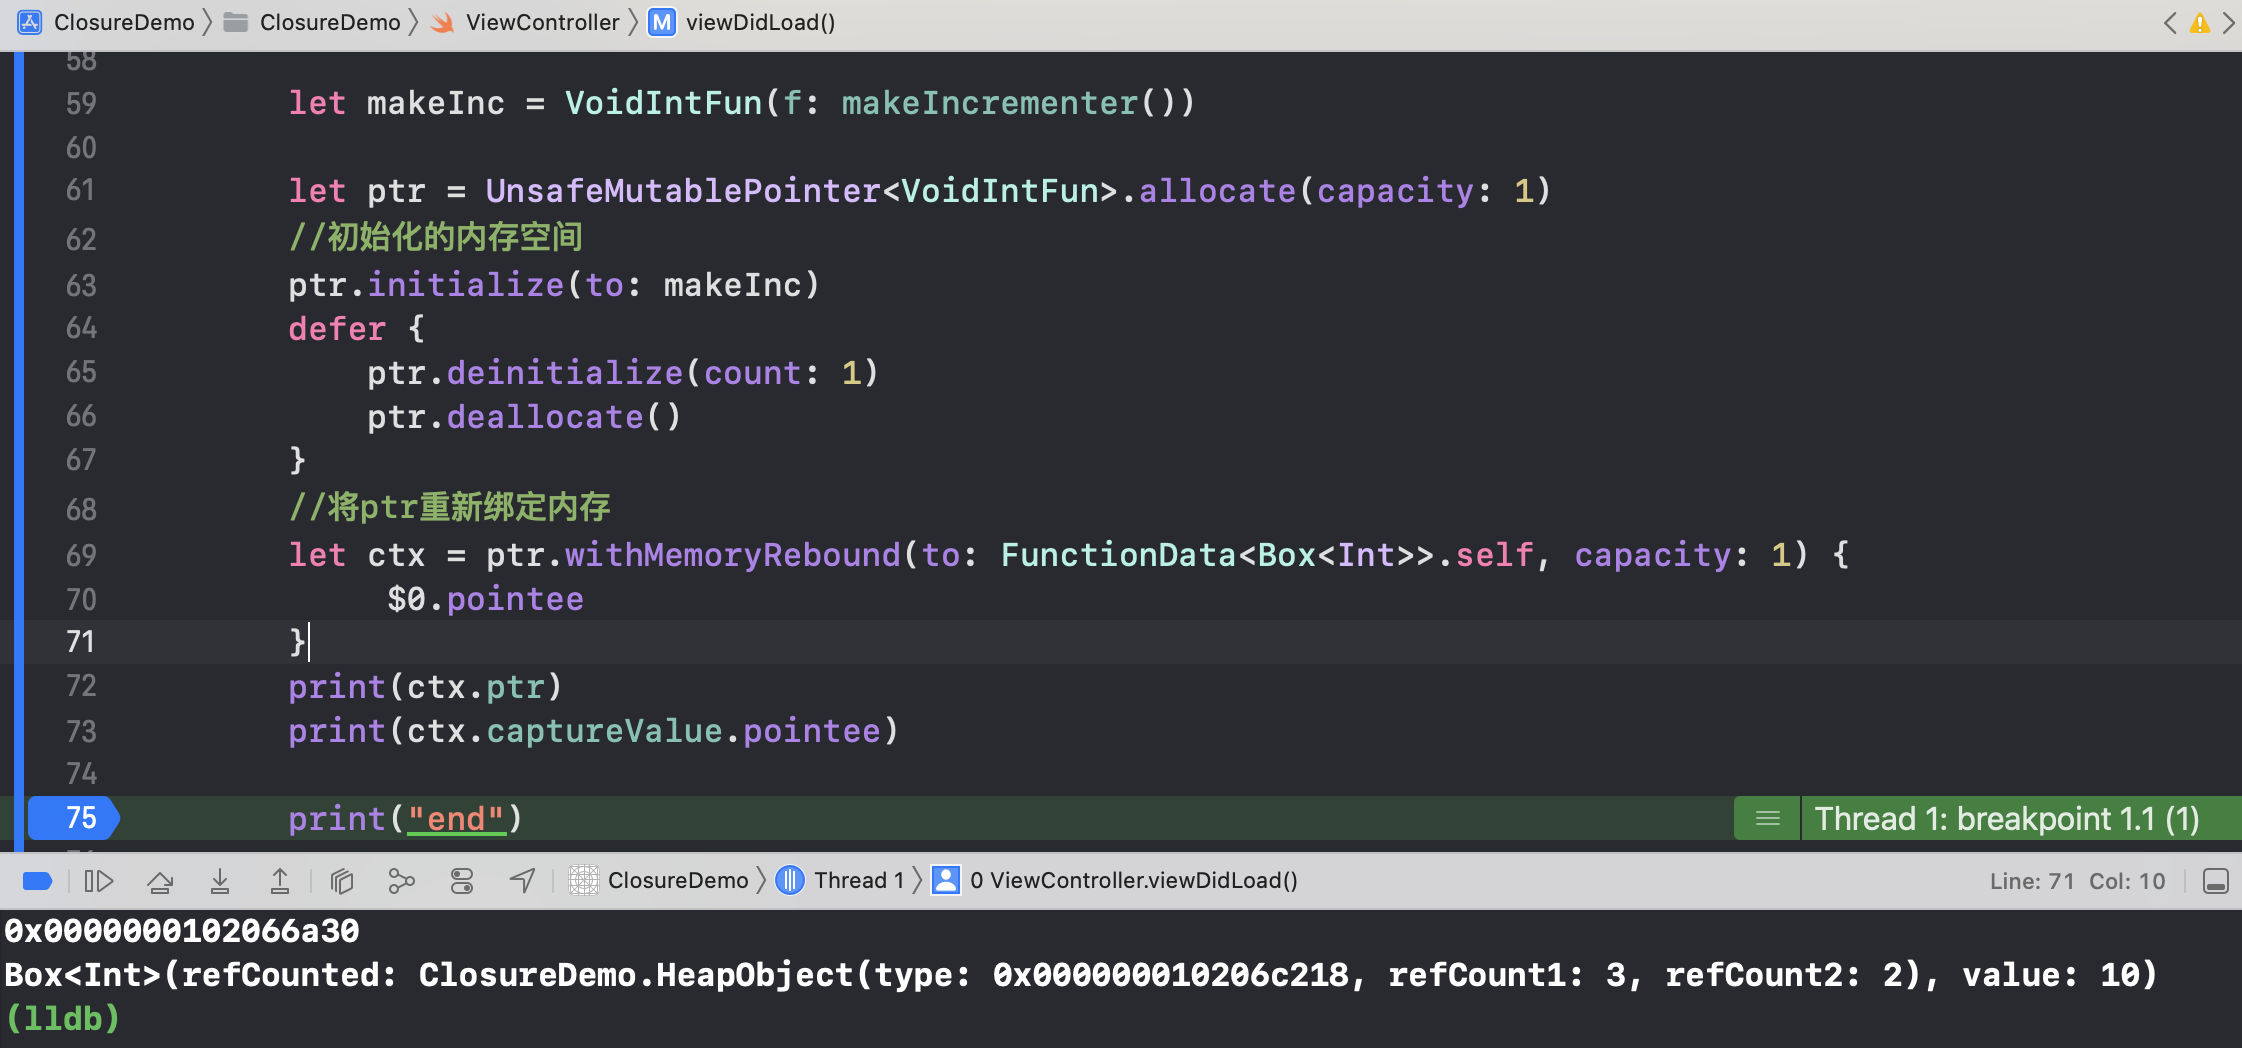 ClosureDemo ClosureDemo ViewController M viewDidLoad()
58
59 let makeInc = VoidIntFun(f: makeIncrementer())
60
61 let ptr = UnsafeMutablePointer<VoidIntFun>.allocate(capacity: 1)
62 //初始化的内存空间
63 ptr.initialize(to: makeInc)
64 defer {
65 ptr.deinitialize(count: 1)
66 ptr.deallocate()
67 }
68 //将ptr重新绑定内存
69 let ctx = ptr.withMemoryRebound(to: FunctionData<Box<Int>>.self, capacity: 1) {
70 $0.pointee
71 }
72 print(ctx.ptr)
73 print(ctx.captureValue.pointee)
74
75 print("end") Thread 1: breakpoint 1.1 (1)
ClosureDemo Thread 1 0 ViewController.viewDidLoad() Line: 71 Col: 10
0x0000000102066a30
Box<Int>(refCounted: ClosureDemo.HeapObject(type: 0x000000010206c218, refCount1: 3, refCount2: 2), value: 10)
(lldb)